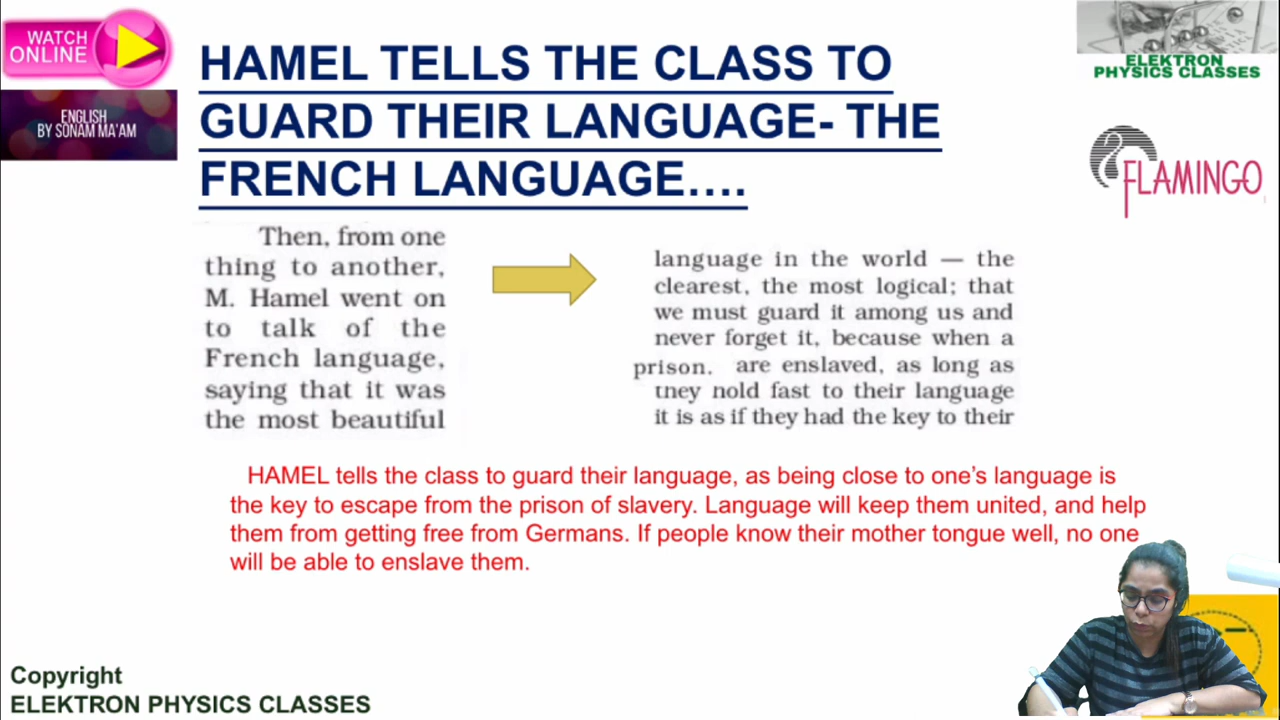 WATCH
ONLINE
ENGLISH
BY SONAM MA'AM
HAMEL TELLS THE CLASS TO
GUARD THEIR LANGUAGE- THE
FRENCH LANGUAGE….
ELEKTRON
PHYSICS CLASSES
FLAMINGO
Then, from one
thing to another,
M. Hamel went on
to talk of the
French language,
saying that it was
the most beautiful
language in the world — the
clearest, the most logical; that
we must guard it among us and
never forget it, because when a
prison. are enslaved, as long as
they hold fast to their language
it is as if they had the key to their
HAMEL tells the class to guard their language, as being close to one's language is
the key to escape from the prison of slavery. Language will keep them united, and help
them from getting free from Germans. If people know their mother tongue well, no one
will be able to enslave them.
Copyright
ELEKTRON PHYSICS CLASSES